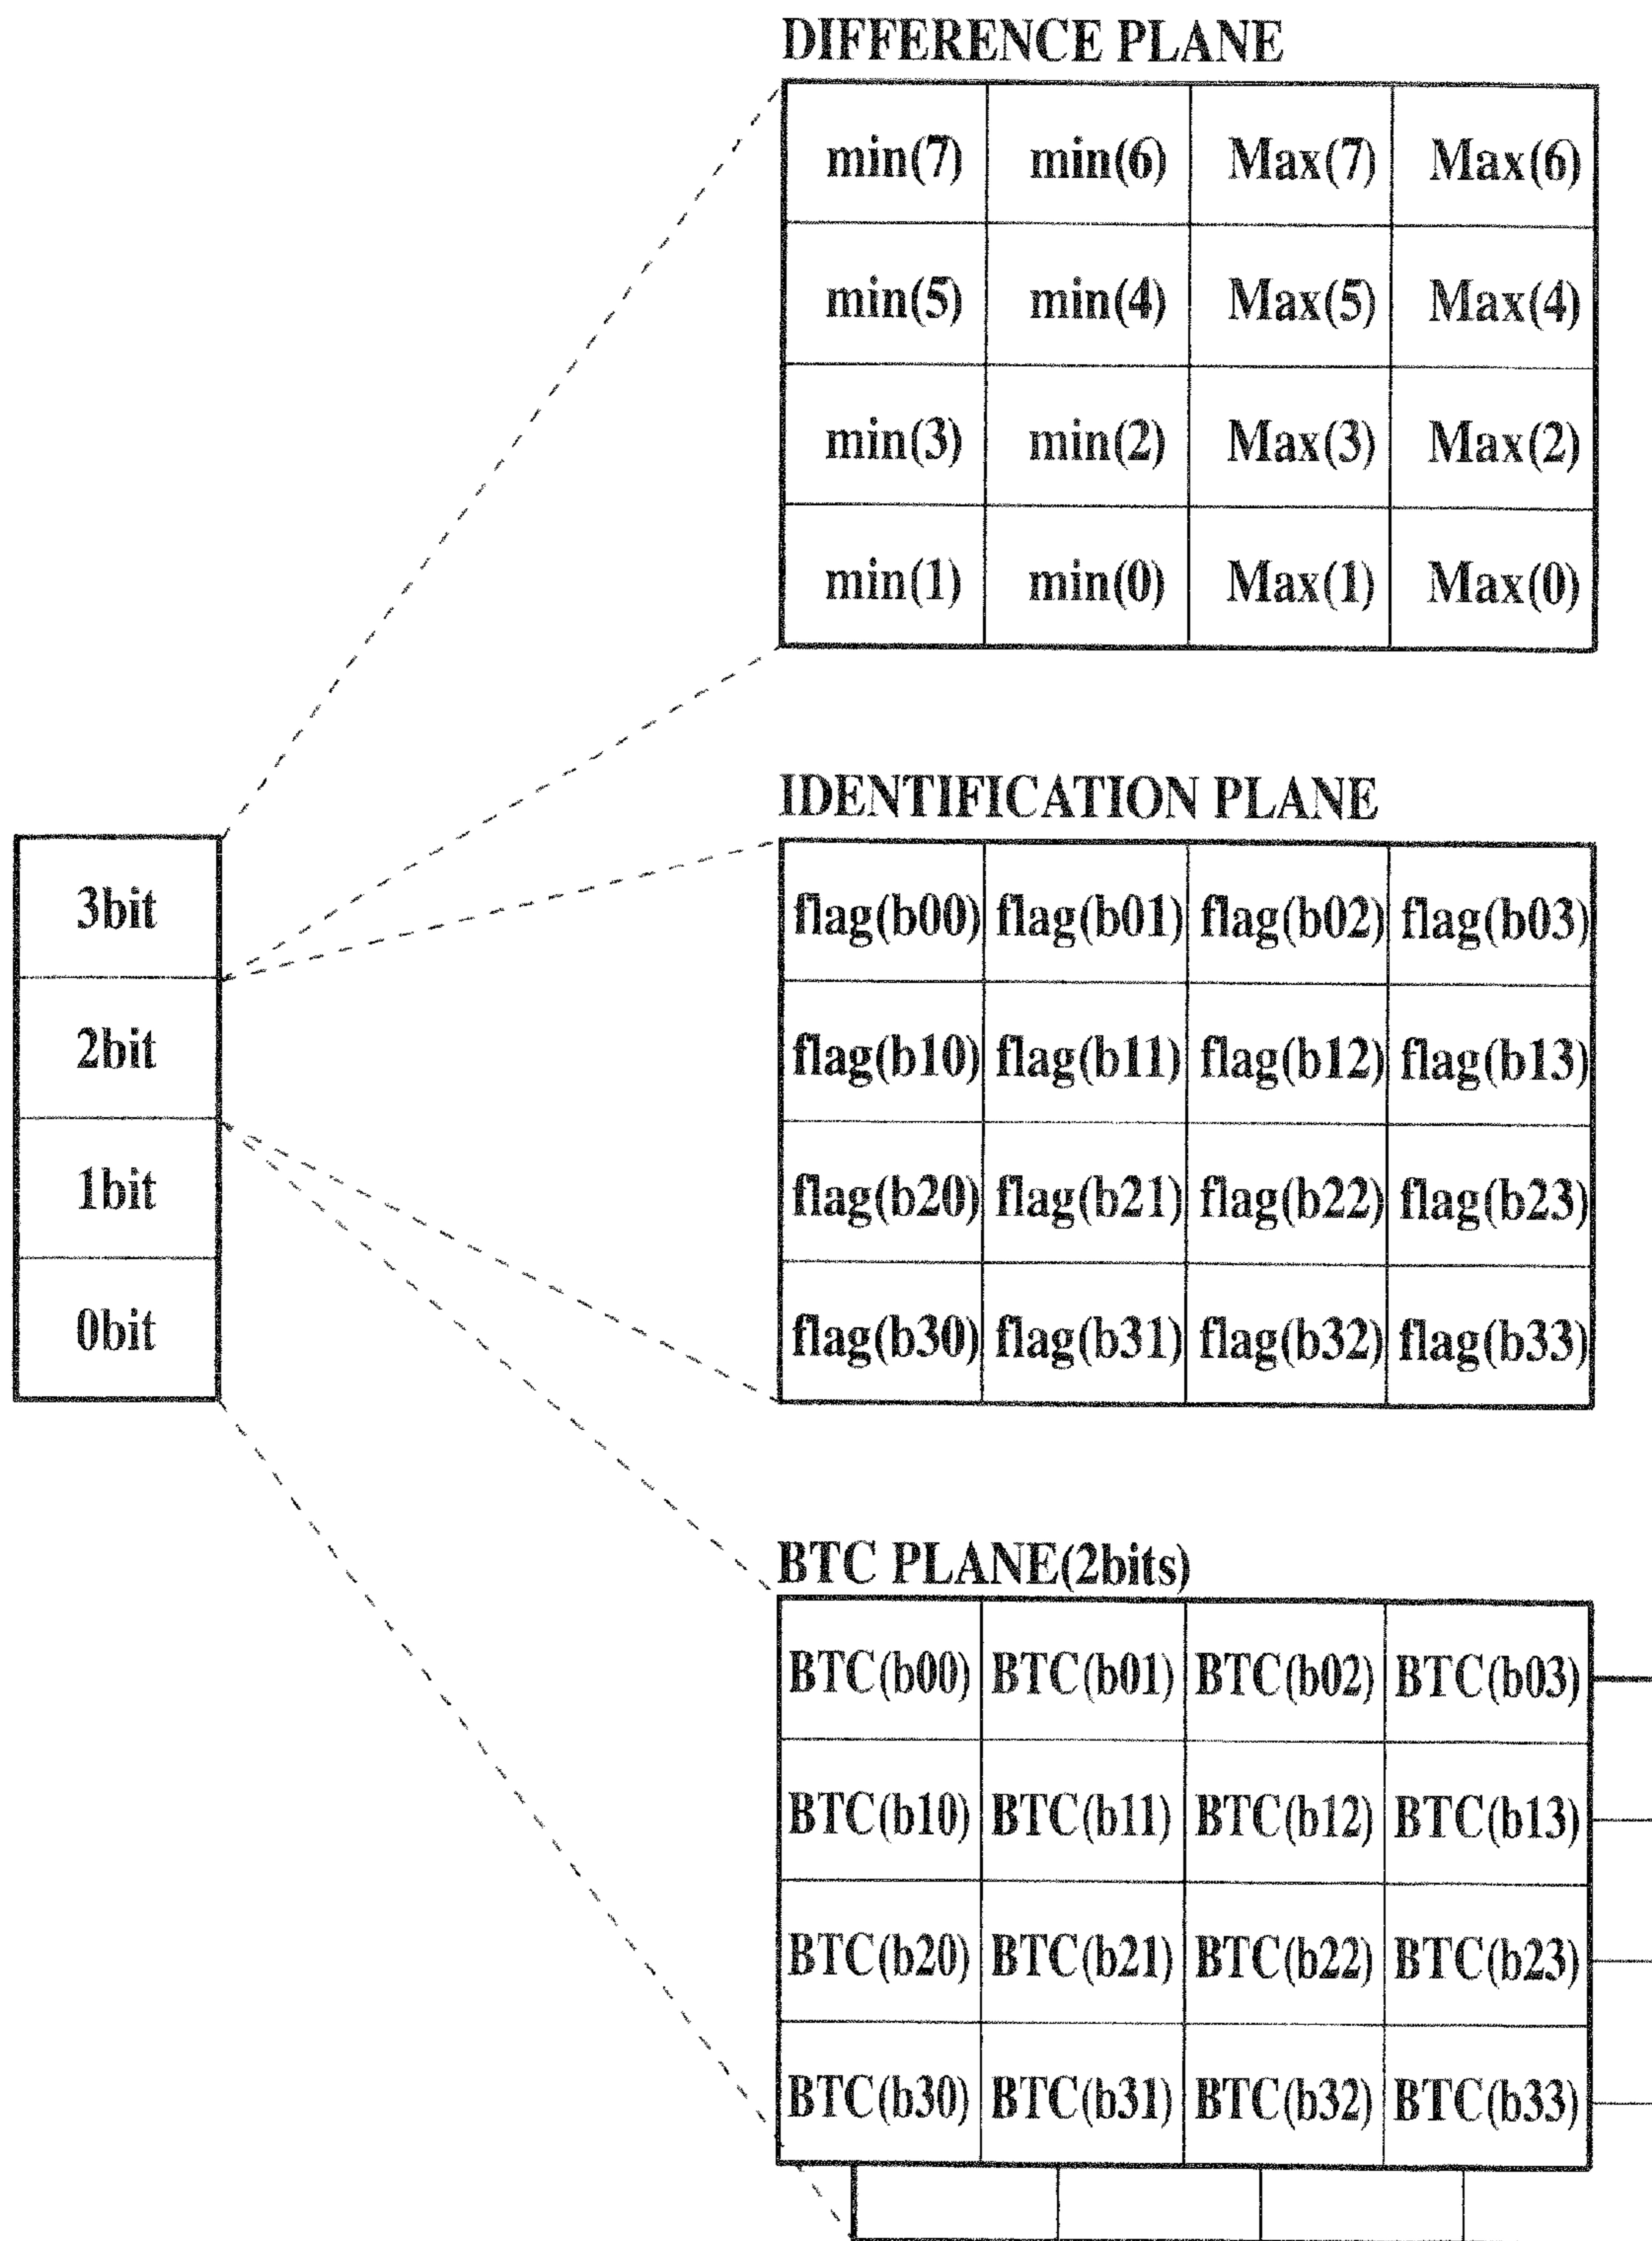 DIFFERENCE PLANE
min(7) min(6) Max(7) Max(6)
min(5) min(4) Max(5) Max(4)
min(3) min(2) Max(3) Max(2)
min(1) min(0) Max(1) Max(0)
3bit
2bit
1bit
0bit
IDENTIFICATION PLANE
flag(b00) flag(b01) flag(b02) flag(b03)
flag(b10) flag(b11) flag(b12) flag(b13)
flag(b20) flag(b21) flag(b22) flag(b23)
flag(b30) flag(b31) flag(b32) flag(b33)
BTC PLANE(2bits)
BTC(b00) BTC(b01) BTC(b02) BTC(b03)
BTC(b10) BTC(b11) BTC(b12) BTC(b13)
BTC(b20) BTC(b21) BTC(b22) BTC(b23)
BTC(b30) BTC(b31) BTC(b32) BTC(b33)